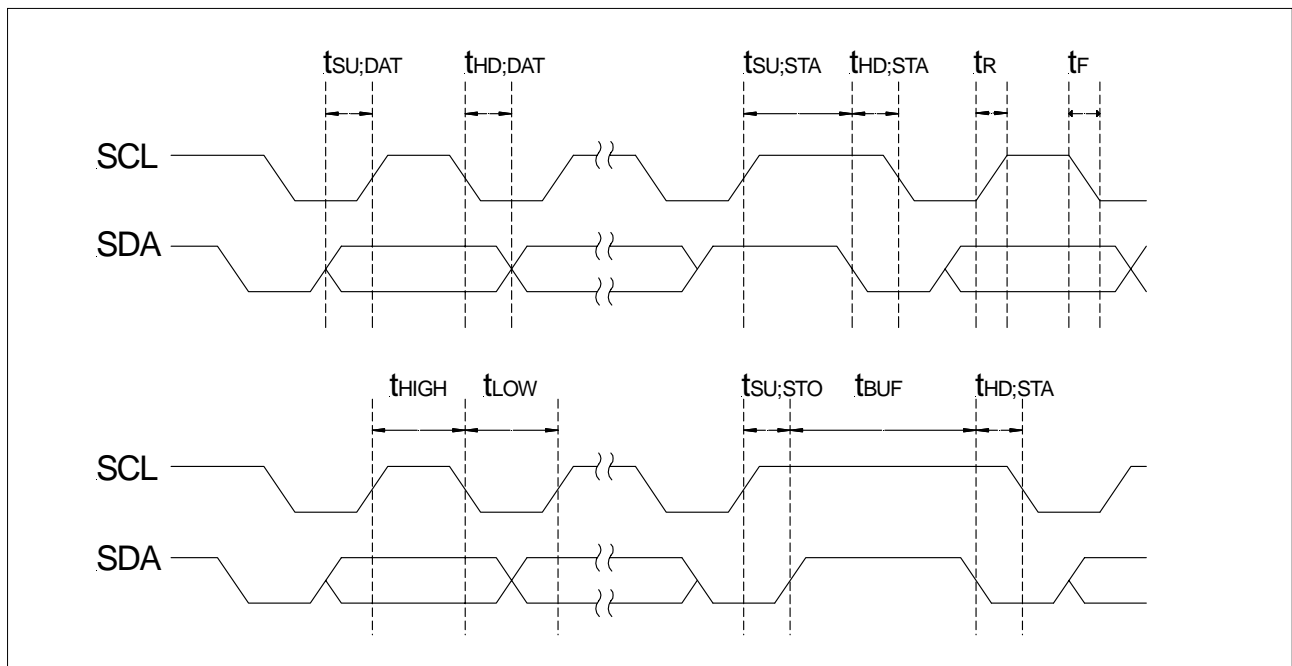 tSU;DAT tHD;DAT tSU;STA tHD;STA tR tF
SCL
SDA
tHIGH tLOW tSU;STO tBUF tHD;STA
SCL
SDA